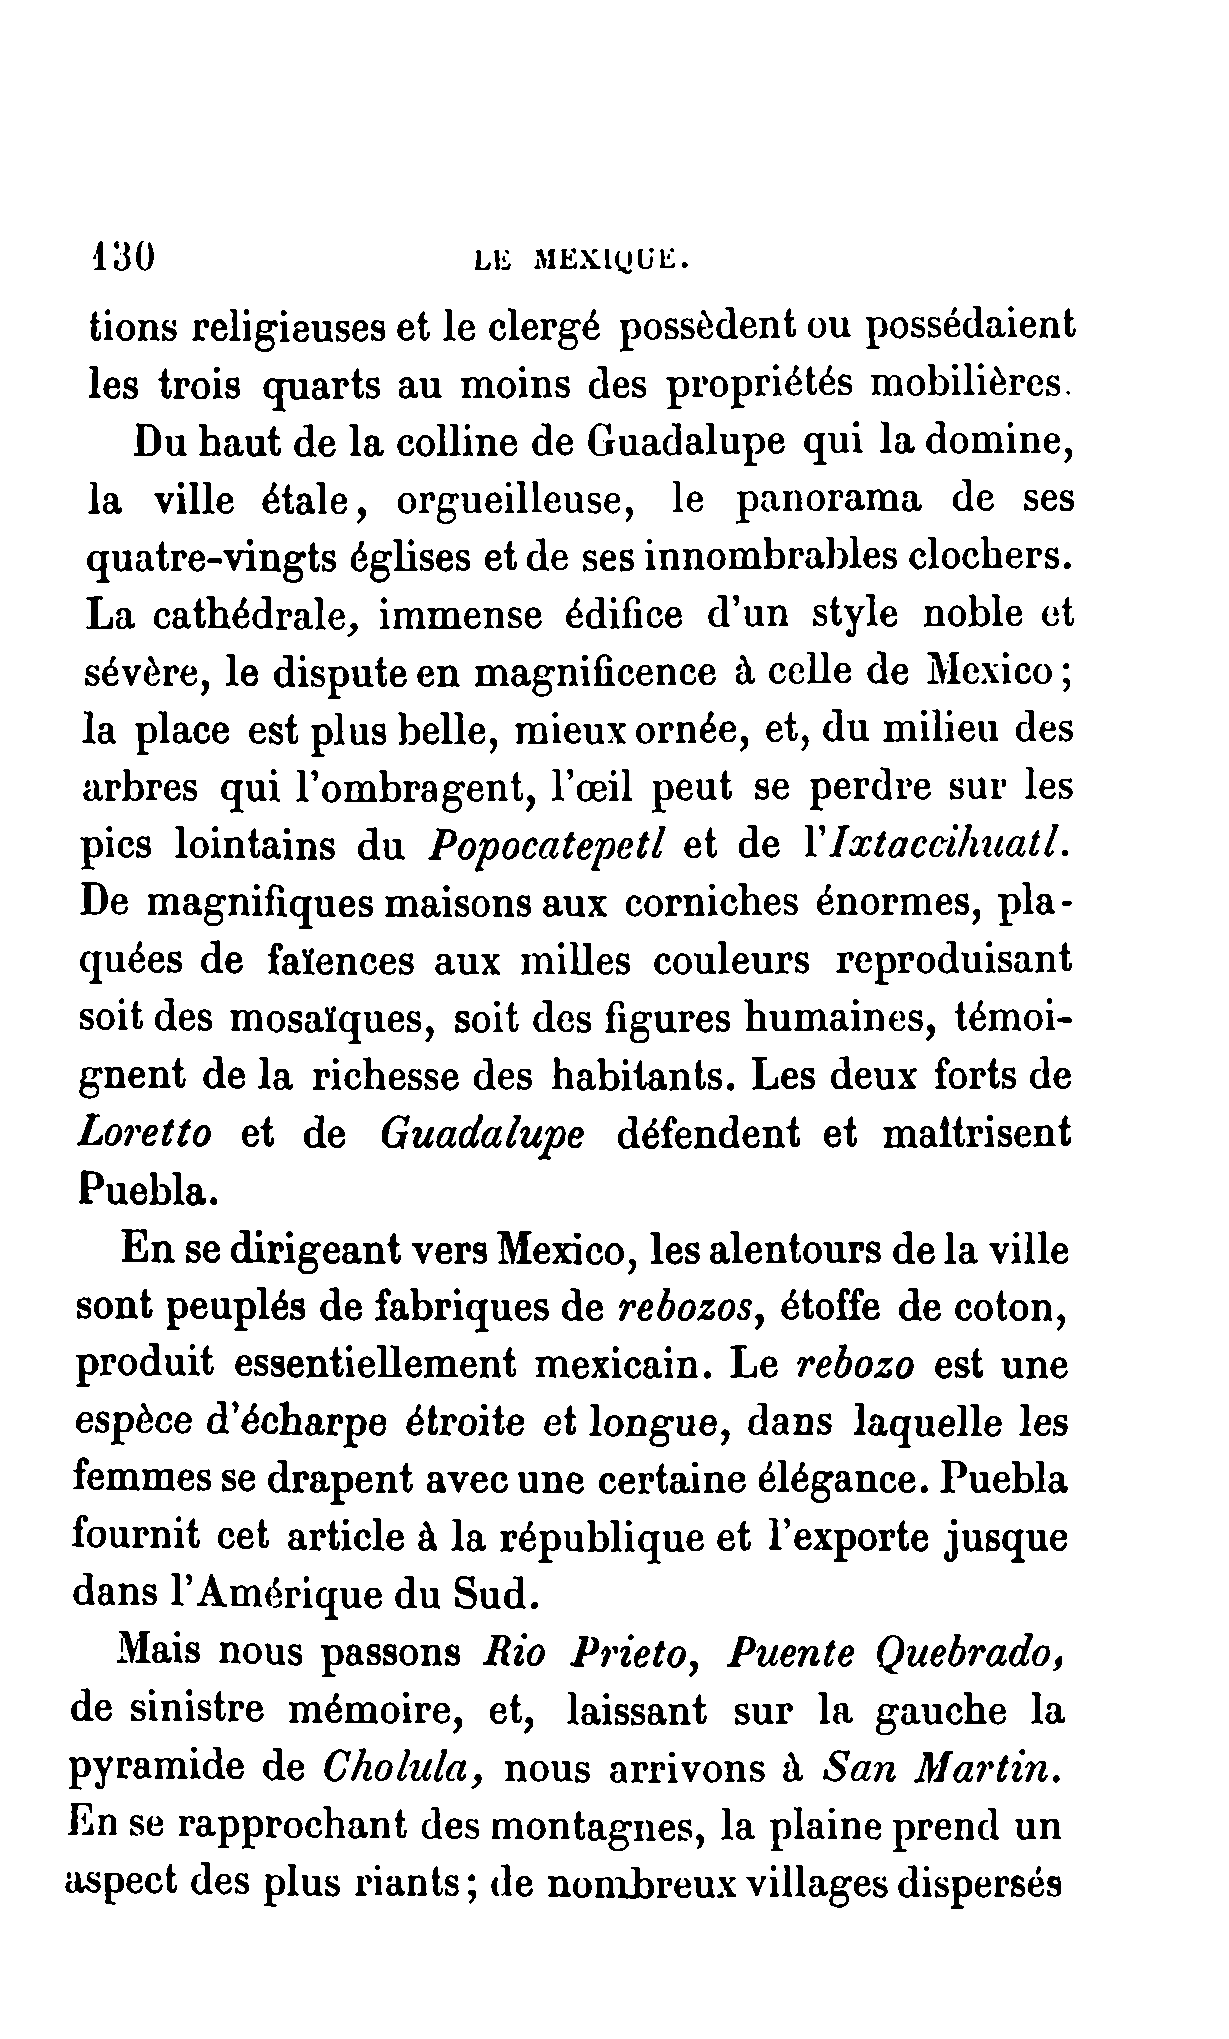 130 LE MEXIQUE.
tions religieuses et le clergé possèdent ou possédaient
les trois quarts au moins des propriétés mobilières.
Du haut de la colline de Guadalupe qui la domine,
la ville étale, orgueilleuse, le panorama de ses
quatre-vingts églises et de ses innombrables clochers.
La cathédrale, immense édifice d'un style noble et
sévère, le dispute en magnificence à celle de Mexico;
la place est plus belle, mieux ornée, et, du milieu des
arbres qui l'ombragent, l'œil peut se perdre sur les
pics lointains du Popocatepetl et de l'Ixtaccihuatl.
De magnifiques maisons aux corniches énormes, pla-
quées de faïences aux milles couleurs reproduisant
soit des mosaïques, soit des figures humaines, témoi-
gnent de la richesse des habitants. Les deux forts de
Loretto et de Guadalupe défendent et maîtrisent
Puebla.
En se dirigeant vers Mexico, les alentours de la ville
sont peuplés de fabriques de rebozos, étoffe de coton,
produit essentiellement mexicain. Le rebozo est une
espèce d'écharpe étroite et longue, dans laquelle les
femmes se drapent avec une certaine élégance. Puebla
fournit cet article à la république et l'exporte jusque
dans l'Amérique du Sud.
Mais nous passons Rio Prieto, Puente Quebrado,
de sinistre mémoire, et, laissant sur la gauche la
pyramide de Cholula, nous arrivons à San Martin.
En se rapprochant des montagnes, la plaine prend un
aspect des plus riants; de nombreux villages dispersés